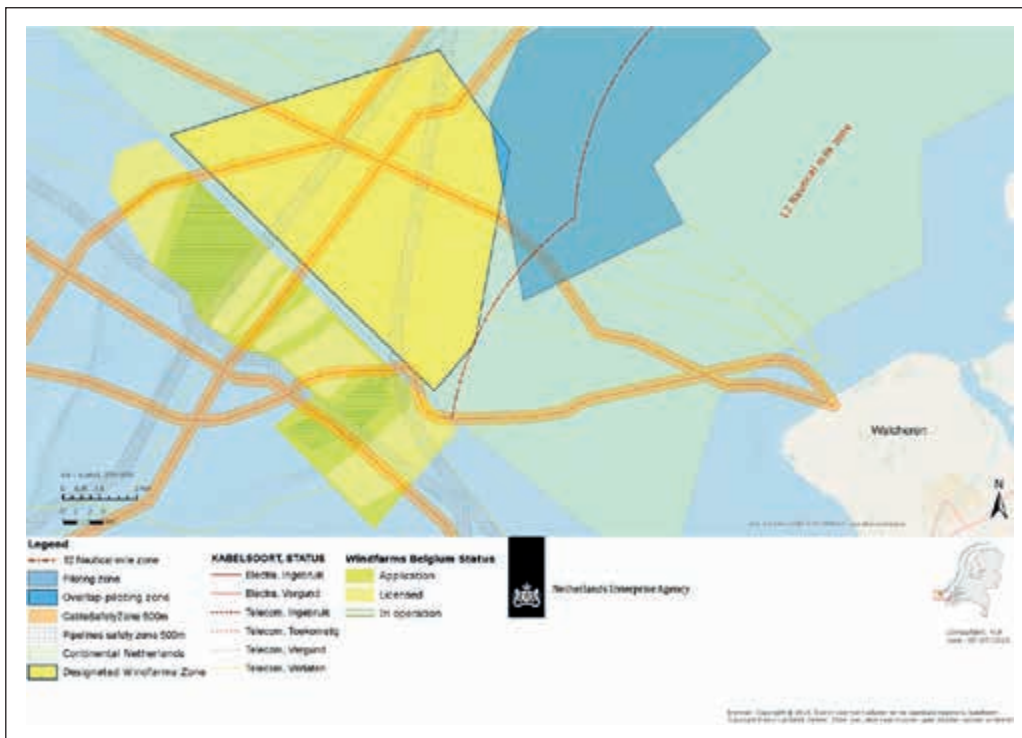 12 Nautical mile zone
Walcheren
N
Legend
12 Nautical mile zone
Piloting zone
Overlap piloting zone
CableSafetyZone 500m
Pipelines safety zone 500m
Continental Netherlands
Designated Windfarms Zone
KABELSOORT, STATUS
Electra, Ingebruik
Electra, Vergund
Telecom, Ingebruik
Telecom, Toekomstig
Telecom, Vergund
Telecom, Verlaten
Windfarms Belgium Status
Application
Licensed
In operation
Netherlands Enterprise Agency